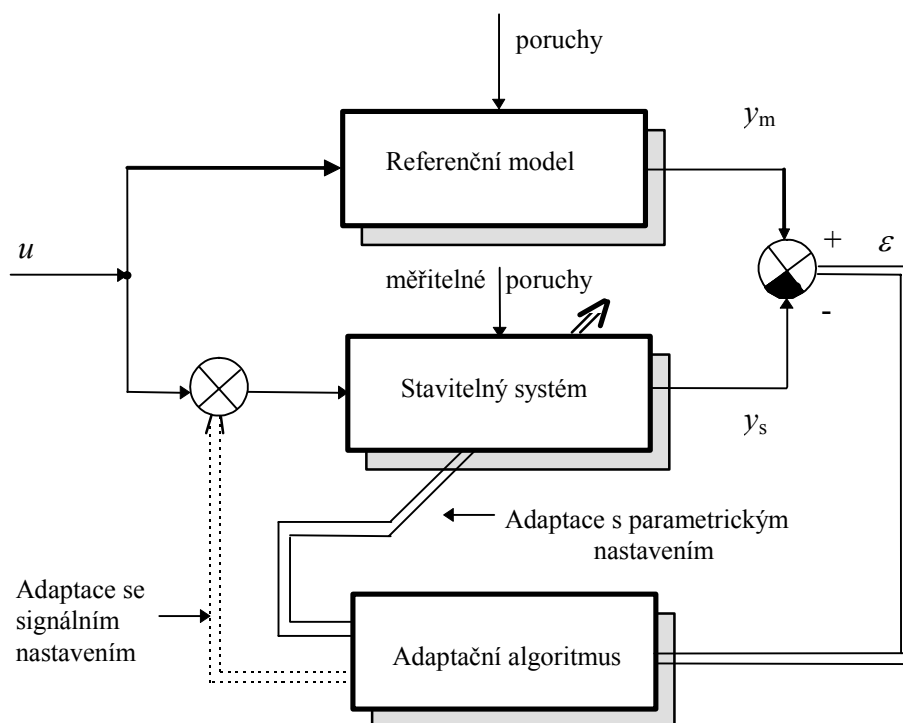 poruchy
y_m
Referenční model
u
+
ε
měřitelné poruchy
-
Stavitelný systém
y_s
Adaptace s parametrickým
nastavením
Adaptace se
signálním
nastavením
Adaptační algoritmus